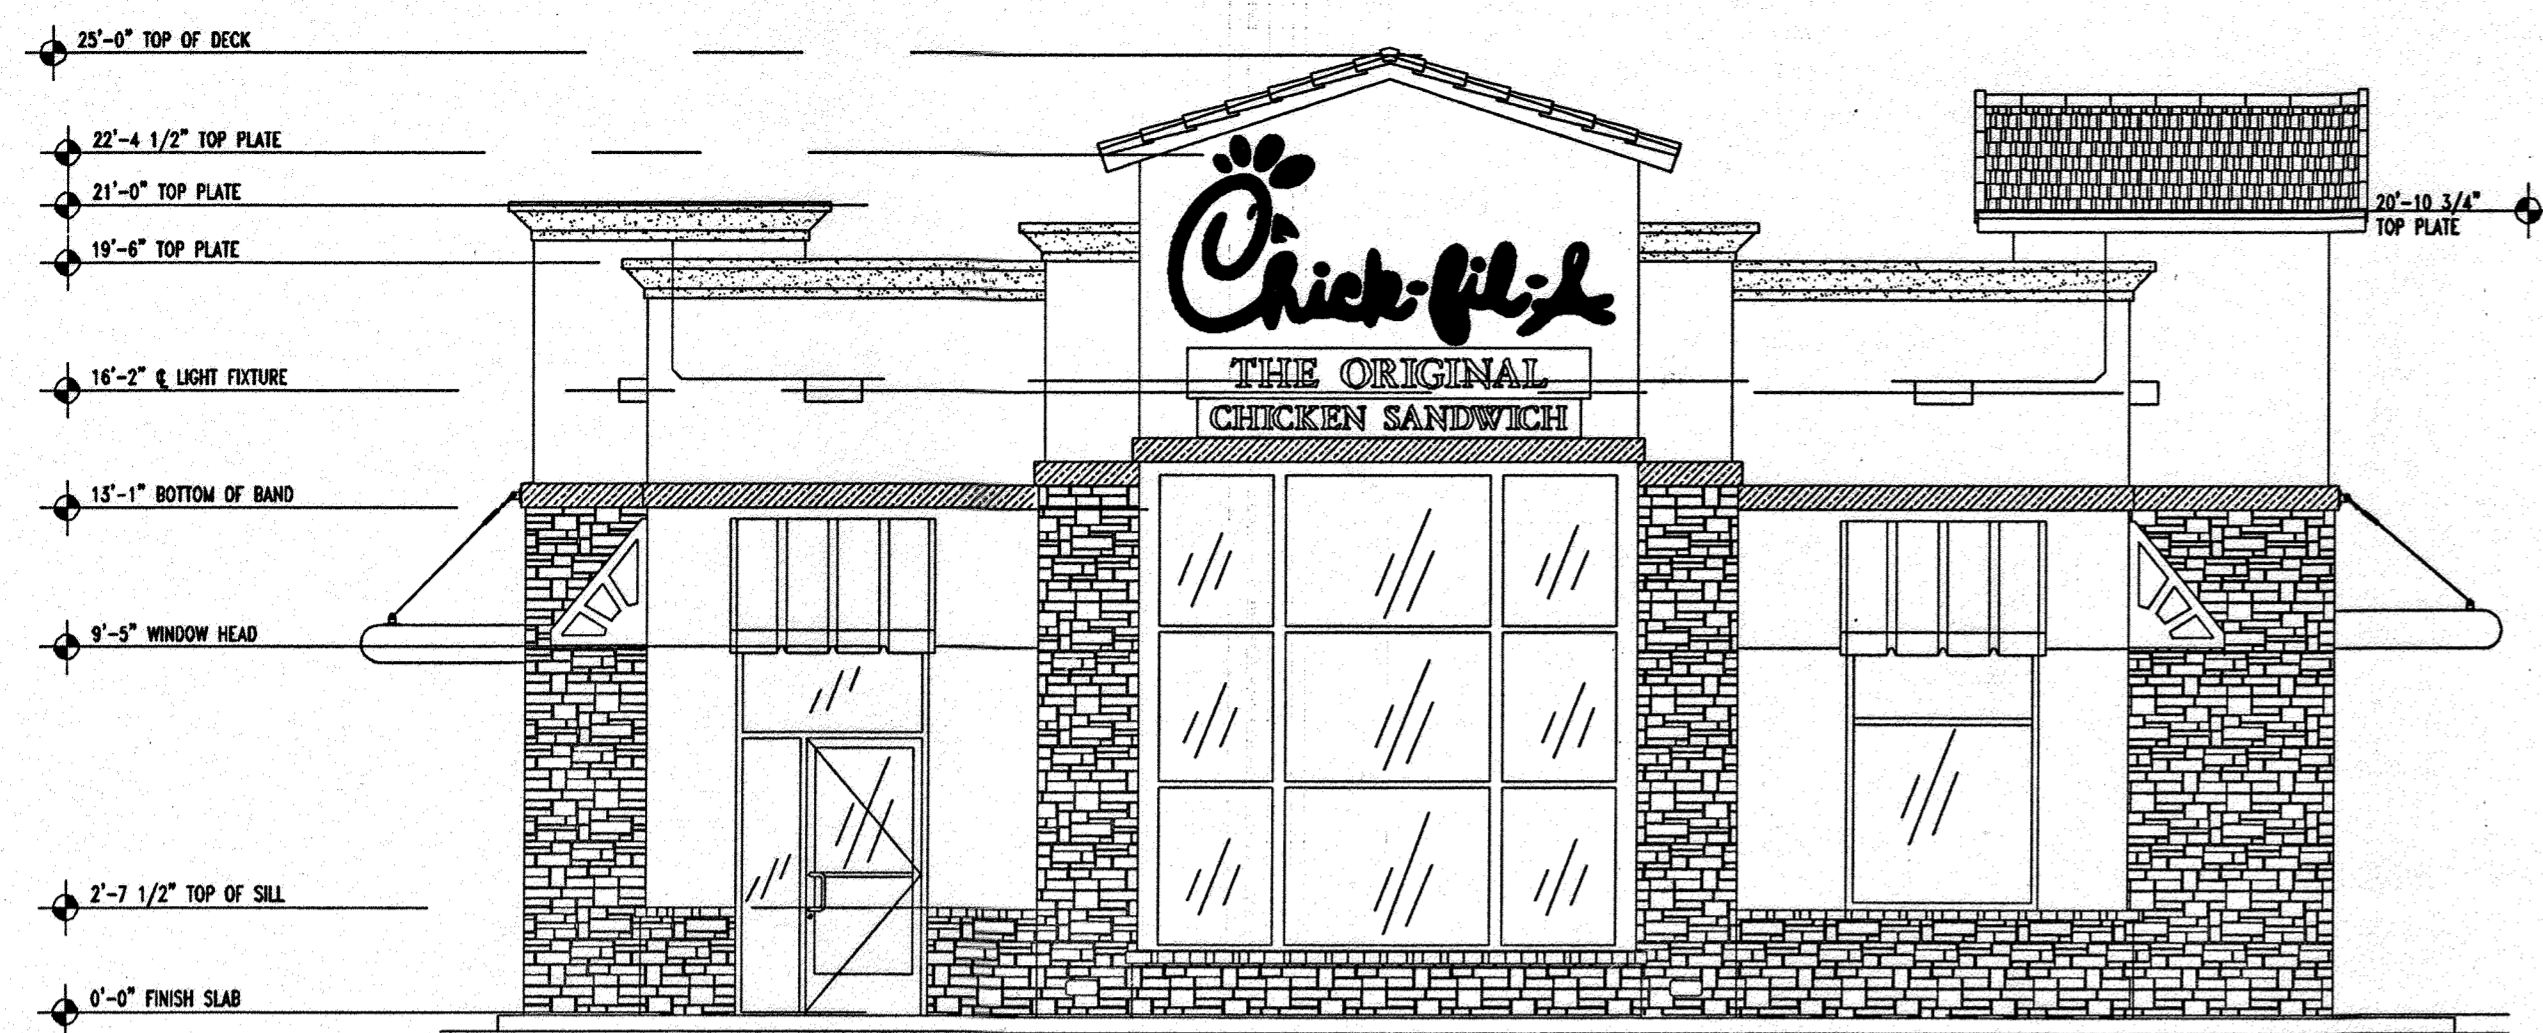 25'-0" TOP OF DECK
22'-4 1/2" TOP PLATE
21'-0" TOP PLATE
20'-10 3/4"
TOP PLATE
19'-6" TOP PLATE
Chick-fil-A
16'-2" ℄ LIGHT FIXTURE
THE ORIGINAL
CHICKEN SANDWICH
13'-1" BOTTOM OF BAND
9'-5" WINDOW HEAD
2'-7 1/2" TOP OF SILL
0'-0" FINISH SLAB